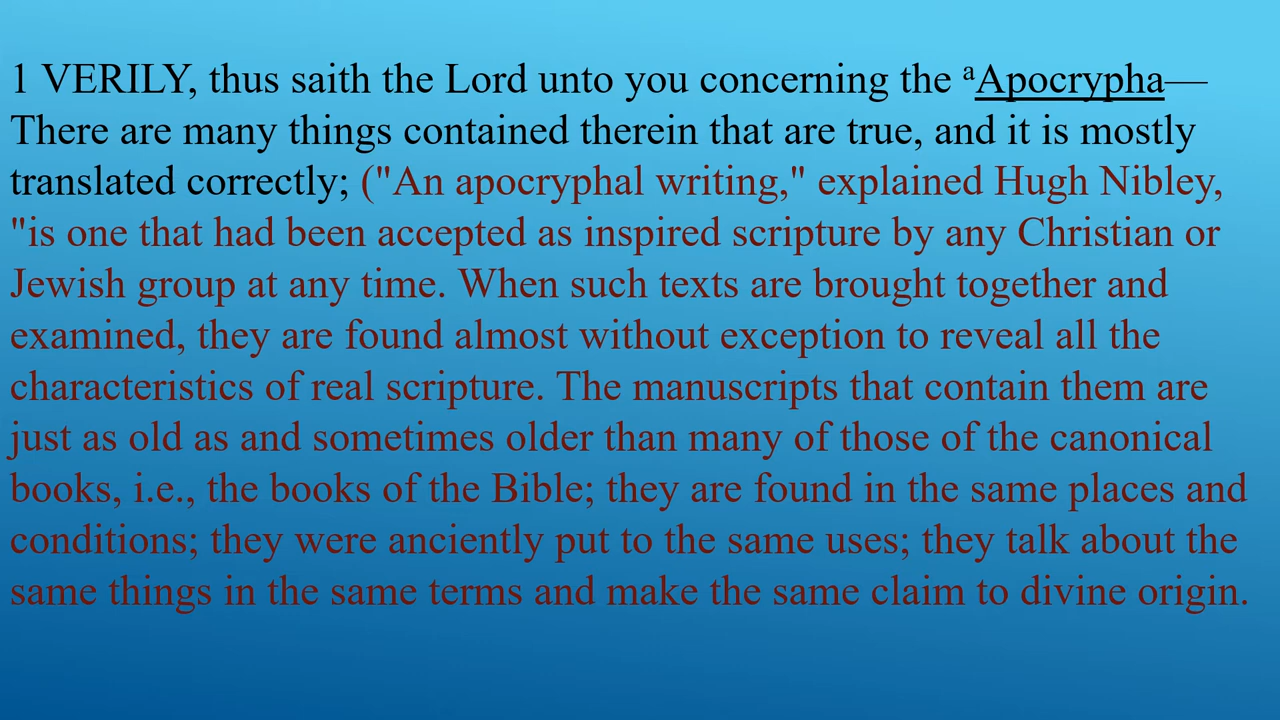 1 VERILY, thus saith the Lord unto you concerning the ᵃApocrypha—
There are many things contained therein that are true, and it is mostly
translated correctly; ("An apocryphal writing," explained Hugh Nibley,
"is one that had been accepted as inspired scripture by any Christian or
Jewish group at any time. When such texts are brought together and
examined, they are found almost without exception to reveal all the
characteristics of real scripture. The manuscripts that contain them are
just as old as and sometimes older than many of those of the canonical
books, i.e., the books of the Bible; they are found in the same places and
conditions; they were anciently put to the same uses; they talk about the
same things in the same terms and make the same claim to divine origin.